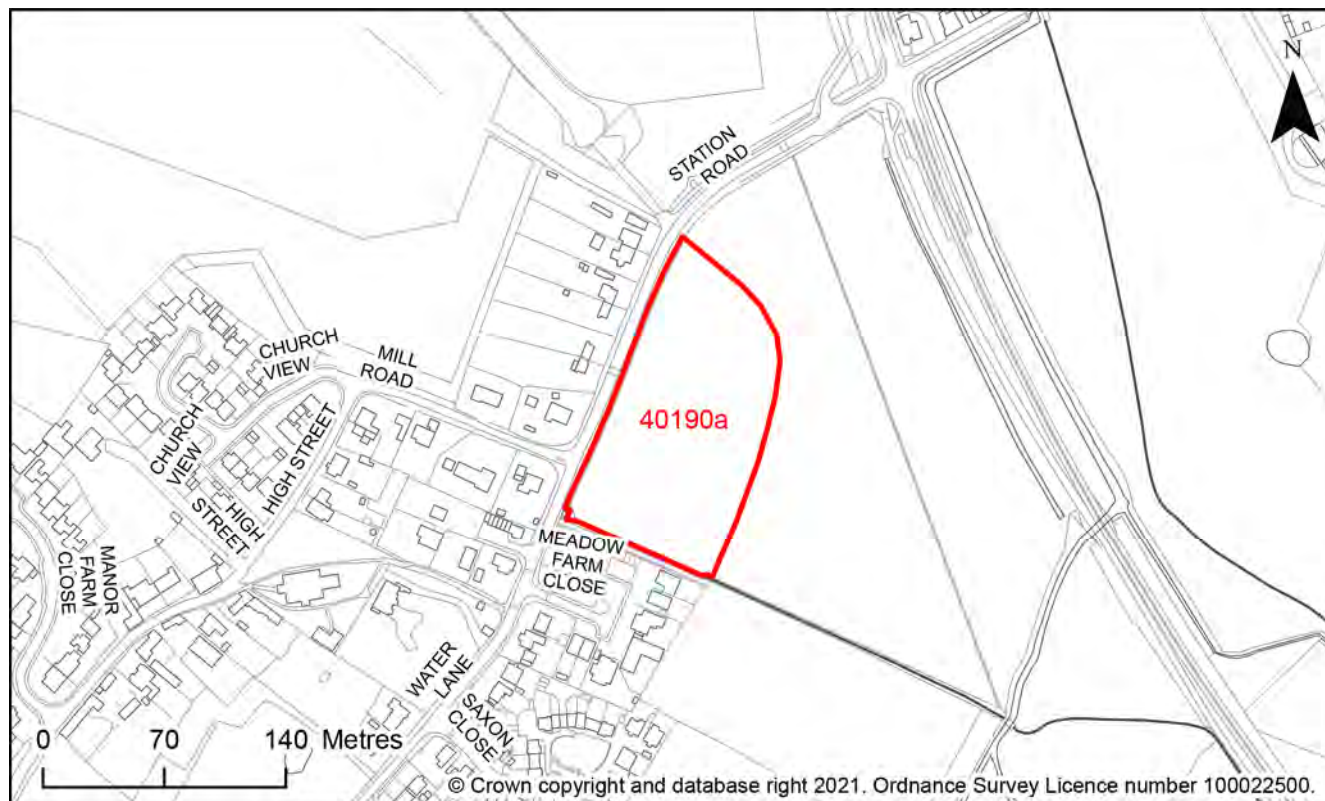 N
STATION
ROAD
CHURCH
VIEW
MILL
ROAD
40190a
CHURCH
VIEW
HIGH STREET
HIGH
STREET
MEADOW
FARM
CLOSE
MANOR
FARM
CLOSE
WATER
LANE
SAXON
CLOSE
0 70 140 Metres
© Crown copyright and database right 2021. Ordnance Survey Licence number 100022500.